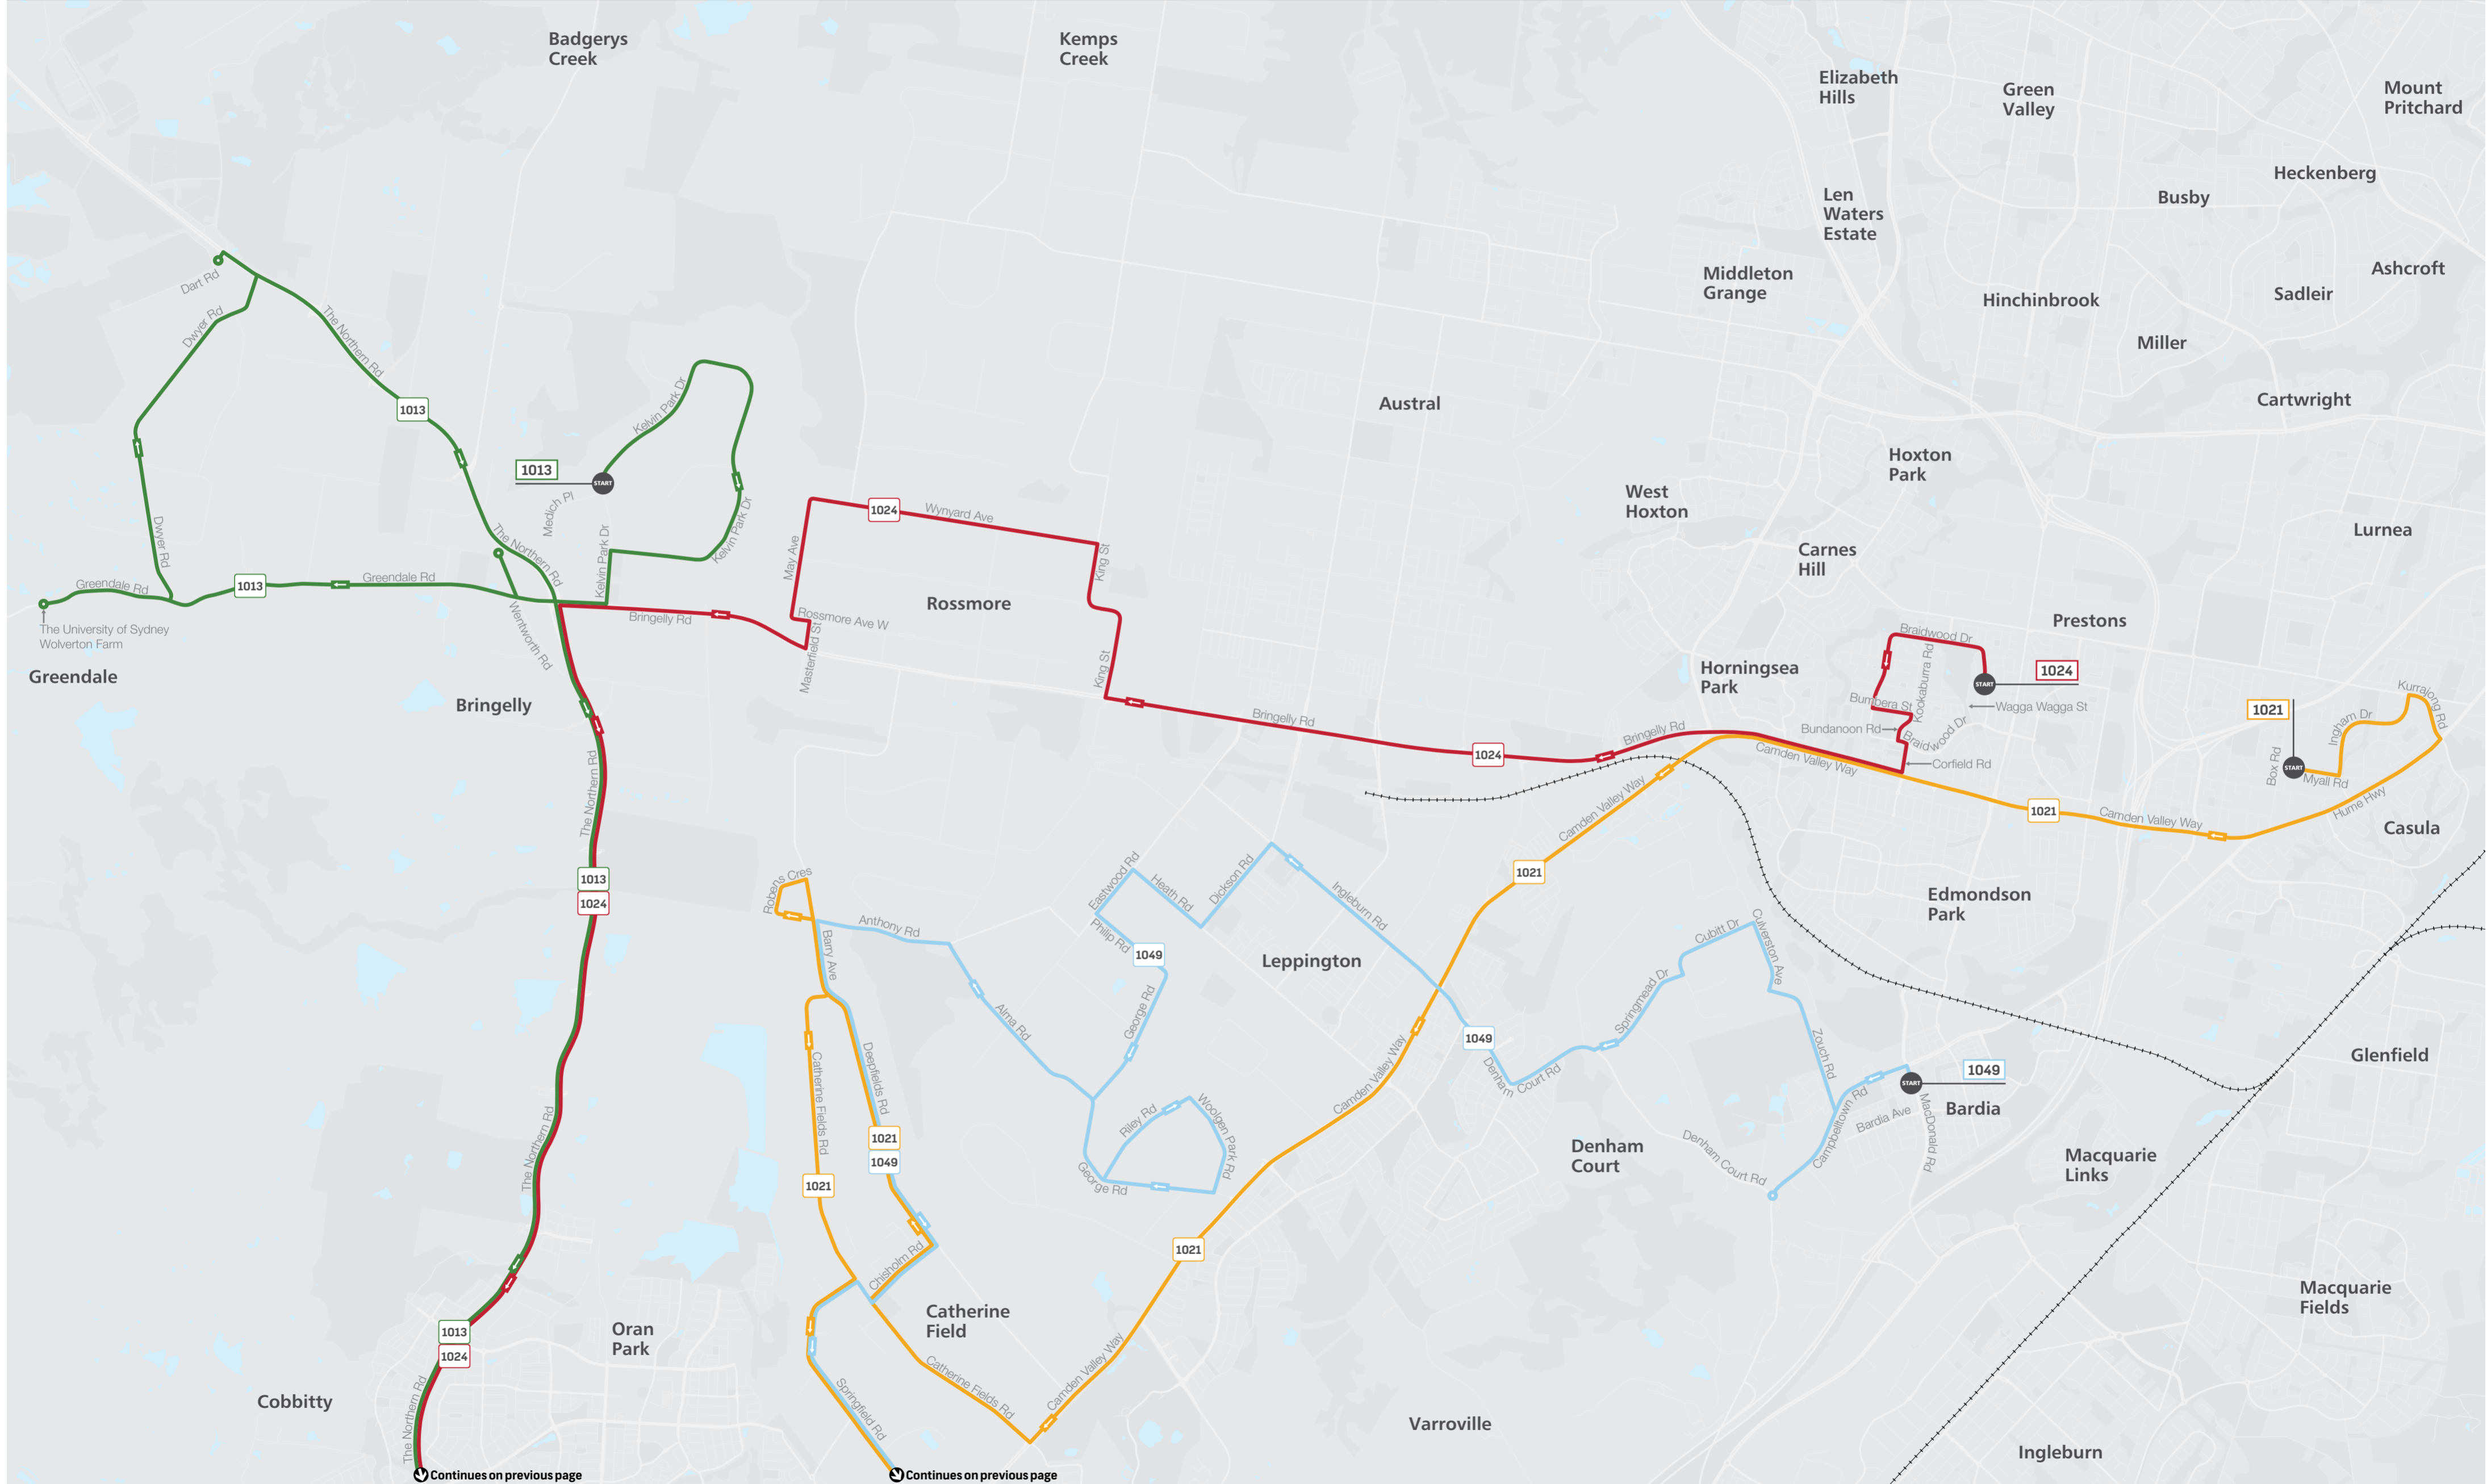 Badgerys
Creek
Kemps
Creek
Elizabeth
Hills
Green
Valley
Mount
Pritchard
Heckenberg
Busby
Len
Waters
Estate
Ashcroft
Middleton
Grange
Hinchinbrook
Sadleir
Miller
Cartwright
Austral
Hoxton
Park
West
Hoxton
Lurnea
Carnes
Hill
Prestons
Horningsea
Park
Dart Rd
Dwyer Rd
The Northern Rd
1013
Kelvin Park Dr
1013
START
Medich Pl
Kelvin Park Dr
Kelvin Park Dr
Dwyer Rd
The Northern Rd
Greendale Rd
1013
Greendale Rd
The University of Sydney
Wolverton Farm
Greendale
Wentworth Rd
Bringelly
Bringelly Rd
May Ave
1024
Wynyard Ave
King St
Rossmore
Rossmore Ave W
Masterfield St
King St
Bringelly Rd
1024
Bringelly Rd
Camden Valley Way
Braidwood Dr
Kookaburra Rd
START
1024
Bumbera St
Wagga Wagga St
Bundanoon Rd
Braidwood Dr
Corfield Rd
1021
Kurrajong Rd
Ingham Dr
Box Rd
START
Myall Rd
Hume Hwy
1021
Camden Valley Way
Casula
The Northern Rd
1013
1024
Camden Valley Way
1021
Robens Cres
Anthony Rd
Barry Ave
Eastwood Rd
Heath Rd
Dickson Rd
Ingleburn Rd
Philip Rd
1049
Leppington
Edmondson
Park
Cubitt Dr
Culverston Ave
Springmead Dr
Alma Rd
George Rd
1049
Denham Court Rd
Zouch Rd
Camden Valley Way
START
1049
Glenfield
Bardia
Bardia Ave
MacDonald Rd
Campbelltown Rd
Denham Court Rd
Denham
Court
Macquarie
Links
Catherine Fields Rd
Deepfields Rd
1021
1049
1021
Riley Rd
Woolgen Park Rd
George Rd
The Northern Rd
1021
Chisholm Rd
Macquarie
Fields
Catherine
Field
Oran
Park
1013
1024
Catherine Fields Rd
Camden Valley Way
Cobbitty
The Northern Rd
Springfield Rd
Varroville
Ingleburn
Continues on previous page
Continues on previous page